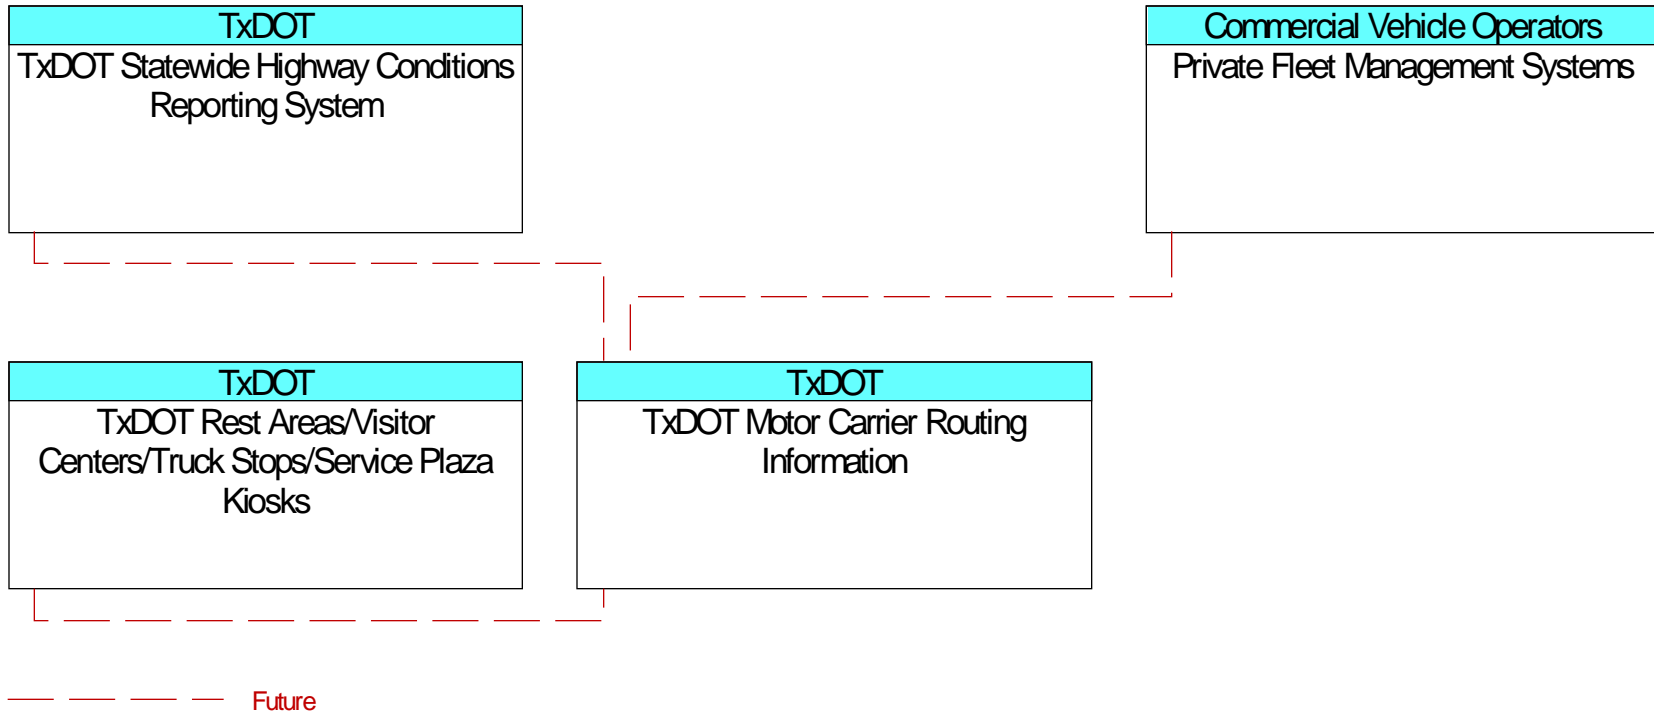 TxDOT
TxDOT Statewide Highway Conditions
Reporting System
Commercial Vehicle Operators
Private Fleet Management Systems
TxDOT
TxDOT Rest Areas/Visitor
Centers/Truck Stops/Service Plaza
Kiosks
TxDOT
TxDOT Motor Carrier Routing
Information
Future